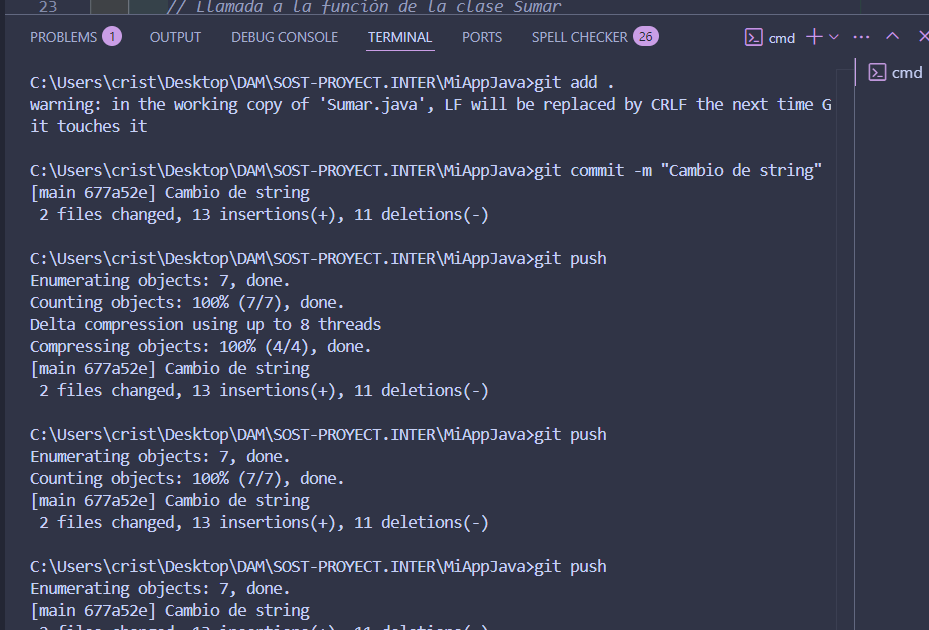 23 // Llamada a la función de la clase Sumar
PROBLEMS 1 OUTPUT DEBUG CONSOLE TERMINAL PORTS SPELL CHECKER 26 cmd
cmd
C:\Users\crist\Desktop\DAM\SOST-PROYECT.INTER\MiAppJava>git add .
warning: in the working copy of 'Sumar.java', LF will be replaced by CRLF the next time G
it touches it
C:\Users\crist\Desktop\DAM\SOST-PROYECT.INTER\MiAppJava>git commit -m "Cambio de string"
[main 677a52e] Cambio de string
2 files changed, 13 insertions(+), 11 deletions(-)
C:\Users\crist\Desktop\DAM\SOST-PROYECT.INTER\MiAppJava>git push
Enumerating objects: 7, done.
Counting objects: 100% (7/7), done.
Delta compression using up to 8 threads
Compressing objects: 100% (4/4), done.
[main 677a52e] Cambio de string
2 files changed, 13 insertions(+), 11 deletions(-)
C:\Users\crist\Desktop\DAM\SOST-PROYECT.INTER\MiAppJava>git push
Enumerating objects: 7, done.
Counting objects: 100% (7/7), done.
[main 677a52e] Cambio de string
2 files changed, 13 insertions(+), 11 deletions(-)
C:\Users\crist\Desktop\DAM\SOST-PROYECT.INTER\MiAppJava>git push
Enumerating objects: 7, done.
[main 677a52e] Cambio de string
2 files changed, 13 insertions(+), 11 deletions(-)